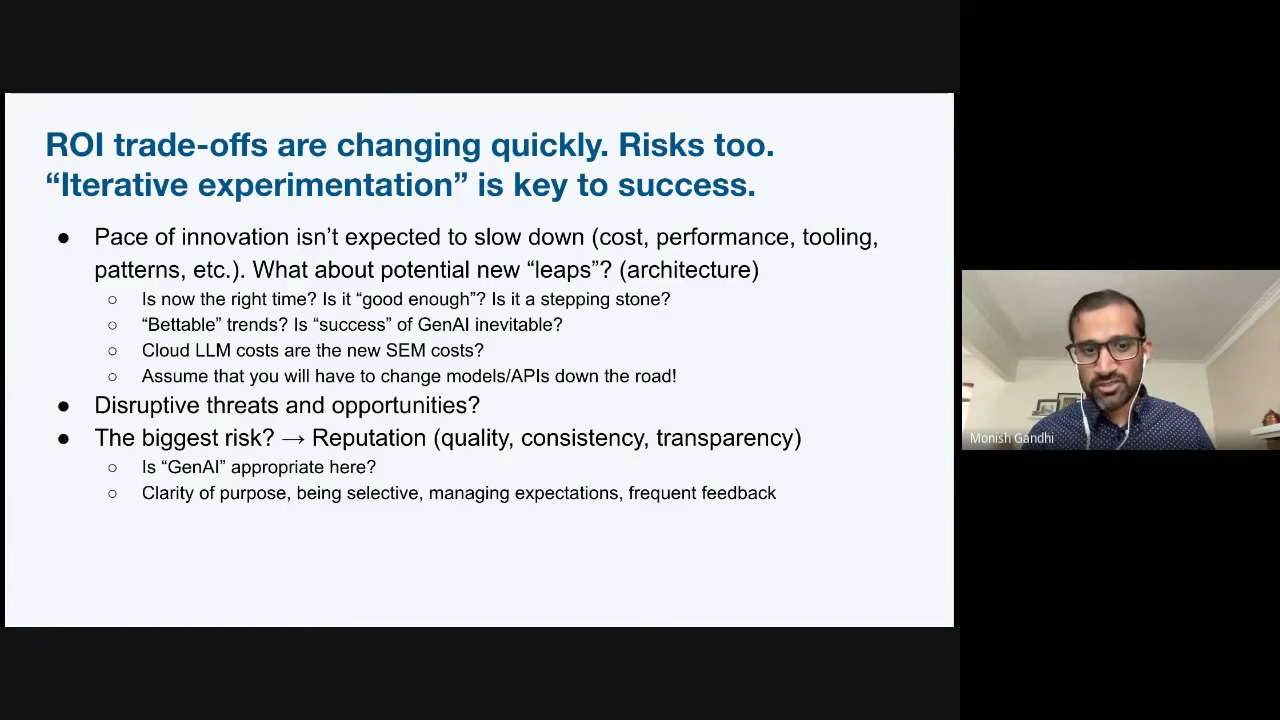 ROI trade-offs are changing quickly. Risks too.
“Iterative experimentation” is key to success.
● Pace of innovation isn’t expected to slow down (cost, performance, tooling,
patterns, etc.). What about potential new “leaps”? (architecture)
○ Is now the right time? Is it “good enough”? Is it a stepping stone?
○ “Bettable” trends? Is “success” of GenAI inevitable?
○ Cloud LLM costs are the new SEM costs?
○ Assume that you will have to change models/APIs down the road!
● Disruptive threats and opportunities?
● The biggest risk? → Reputation (quality, consistency, transparency)
○ Is “GenAI” appropriate here?
○ Clarity of purpose, being selective, managing expectations, frequent feedback
Monish Gandhi